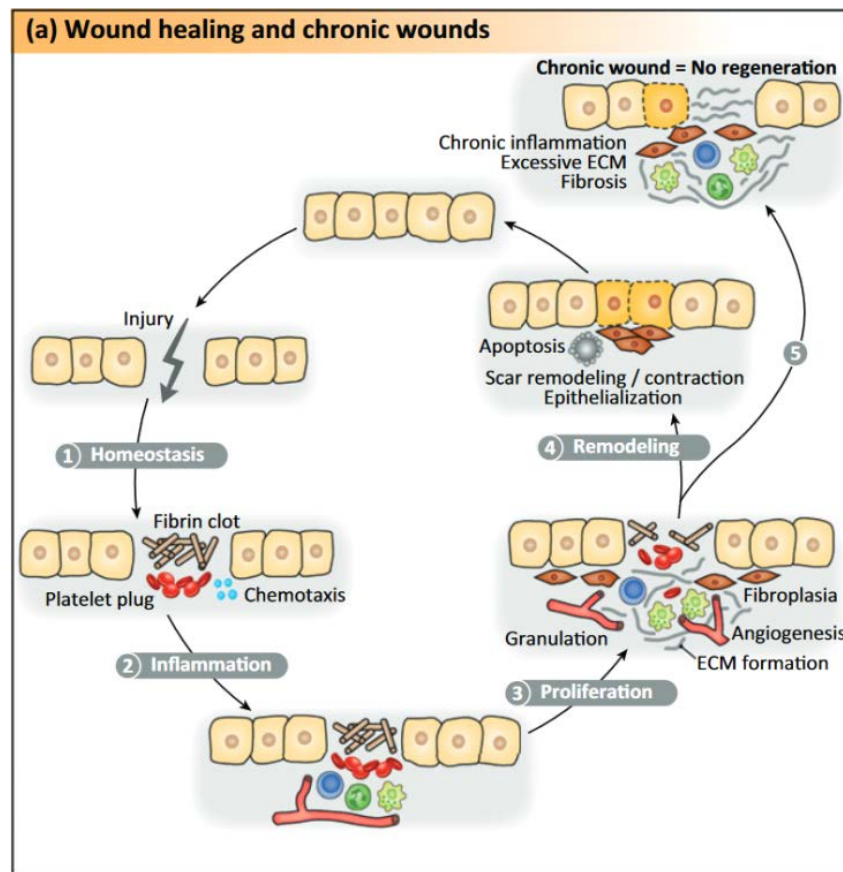 (a) Wound healing and chronic wounds
Chronic wound = No regeneration
Chronic inflammation
Excessive ECM
Fibrosis
Injury
Apoptosis
Scar remodeling / contraction
Epithelialization
5
1 Homeostasis
4 Remodeling
Fibrin clot
Platelet plug
Chemotaxis
Fibroplasia
Granulation
Angiogenesis
ECM formation
2 Inflammation
3 Proliferation